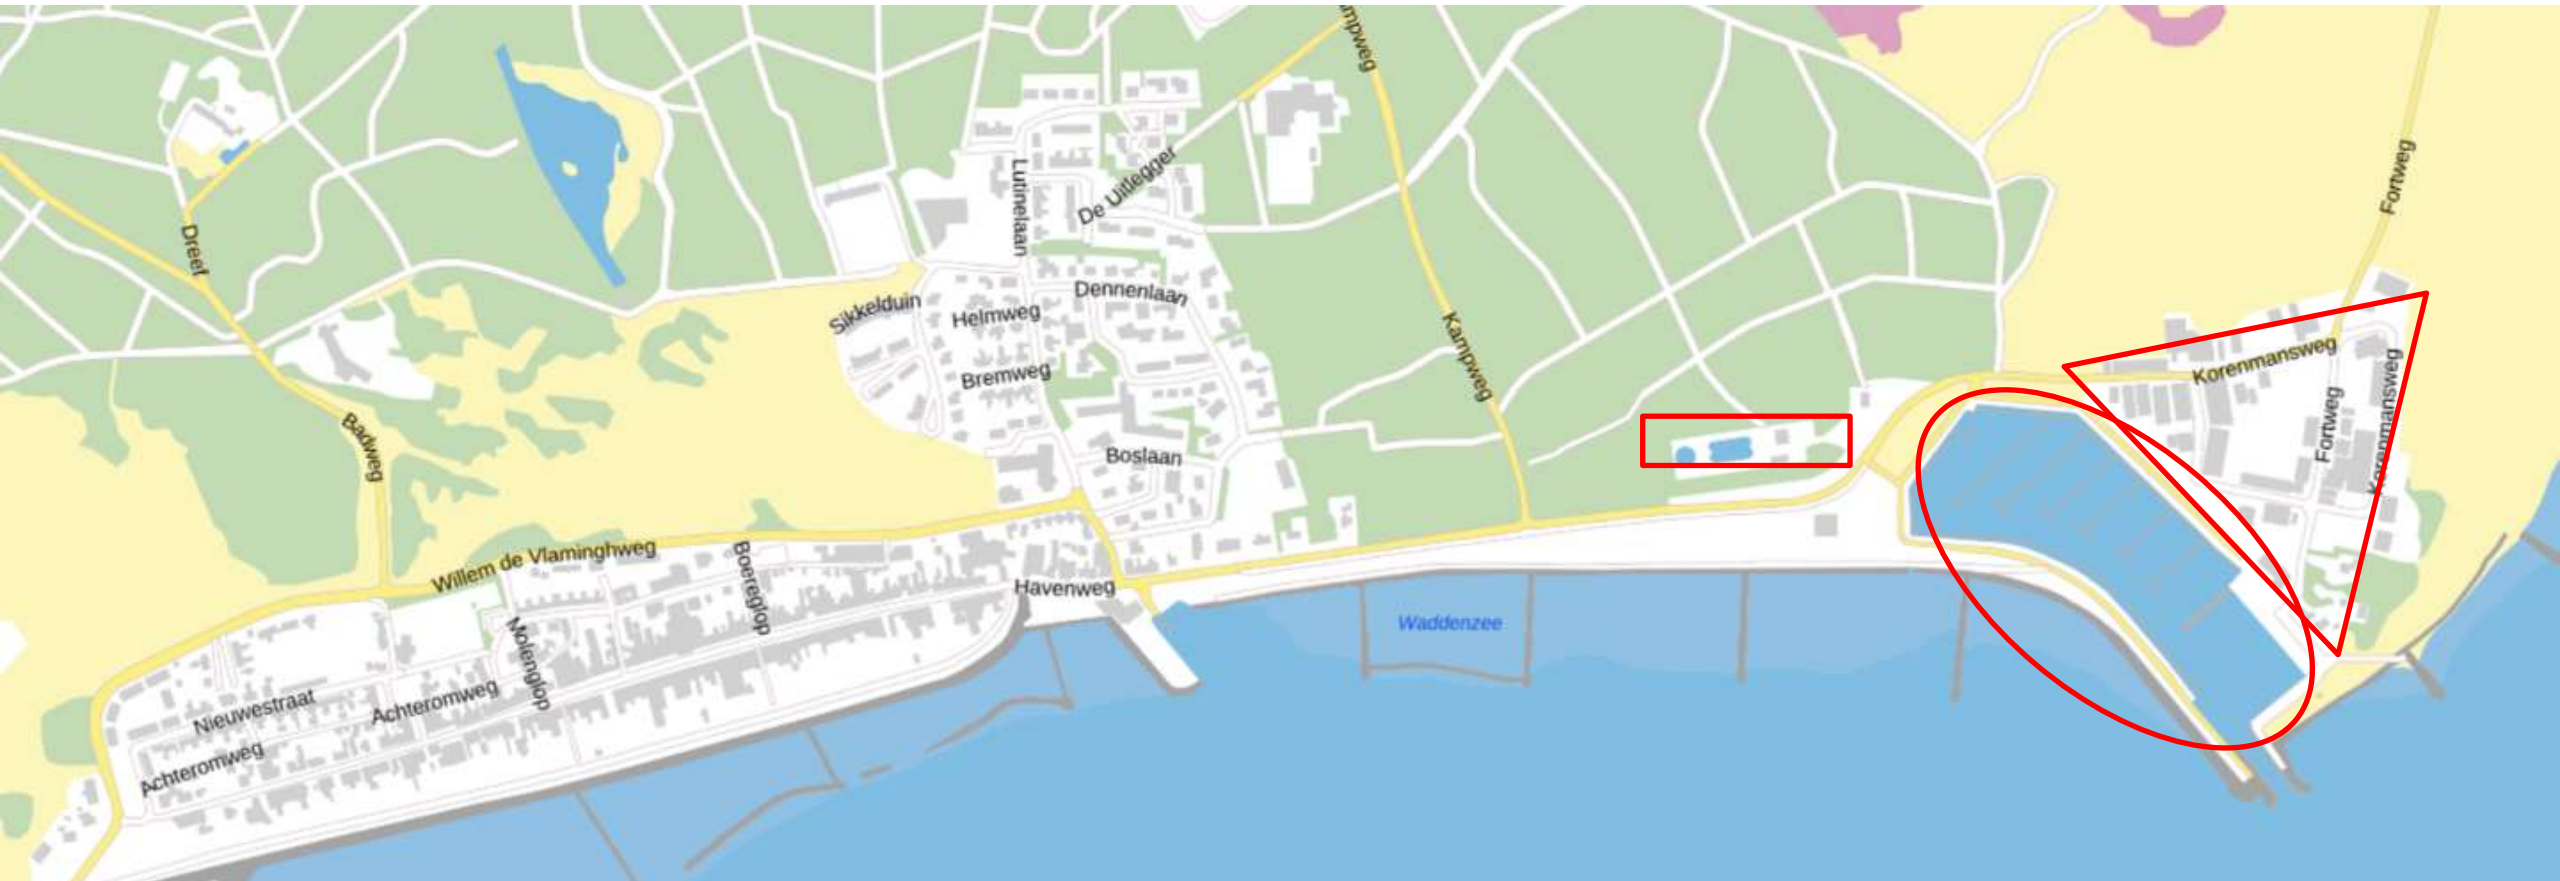 mpweg
Fortweg
Lutinelaan
De Uitlegger
Dreef
Sikkelduin
Helmweg
Dennenlaan
Bremweg
Kampweg
Korenmansweg
Korenmansweg
Fortweg
Badweg
Boslaan
Willem de Vlaminghweg
Boereglop
Havenweg
Waddenzee
Molenglop
Nieuwestraat
Achteromweg
Achteromweg